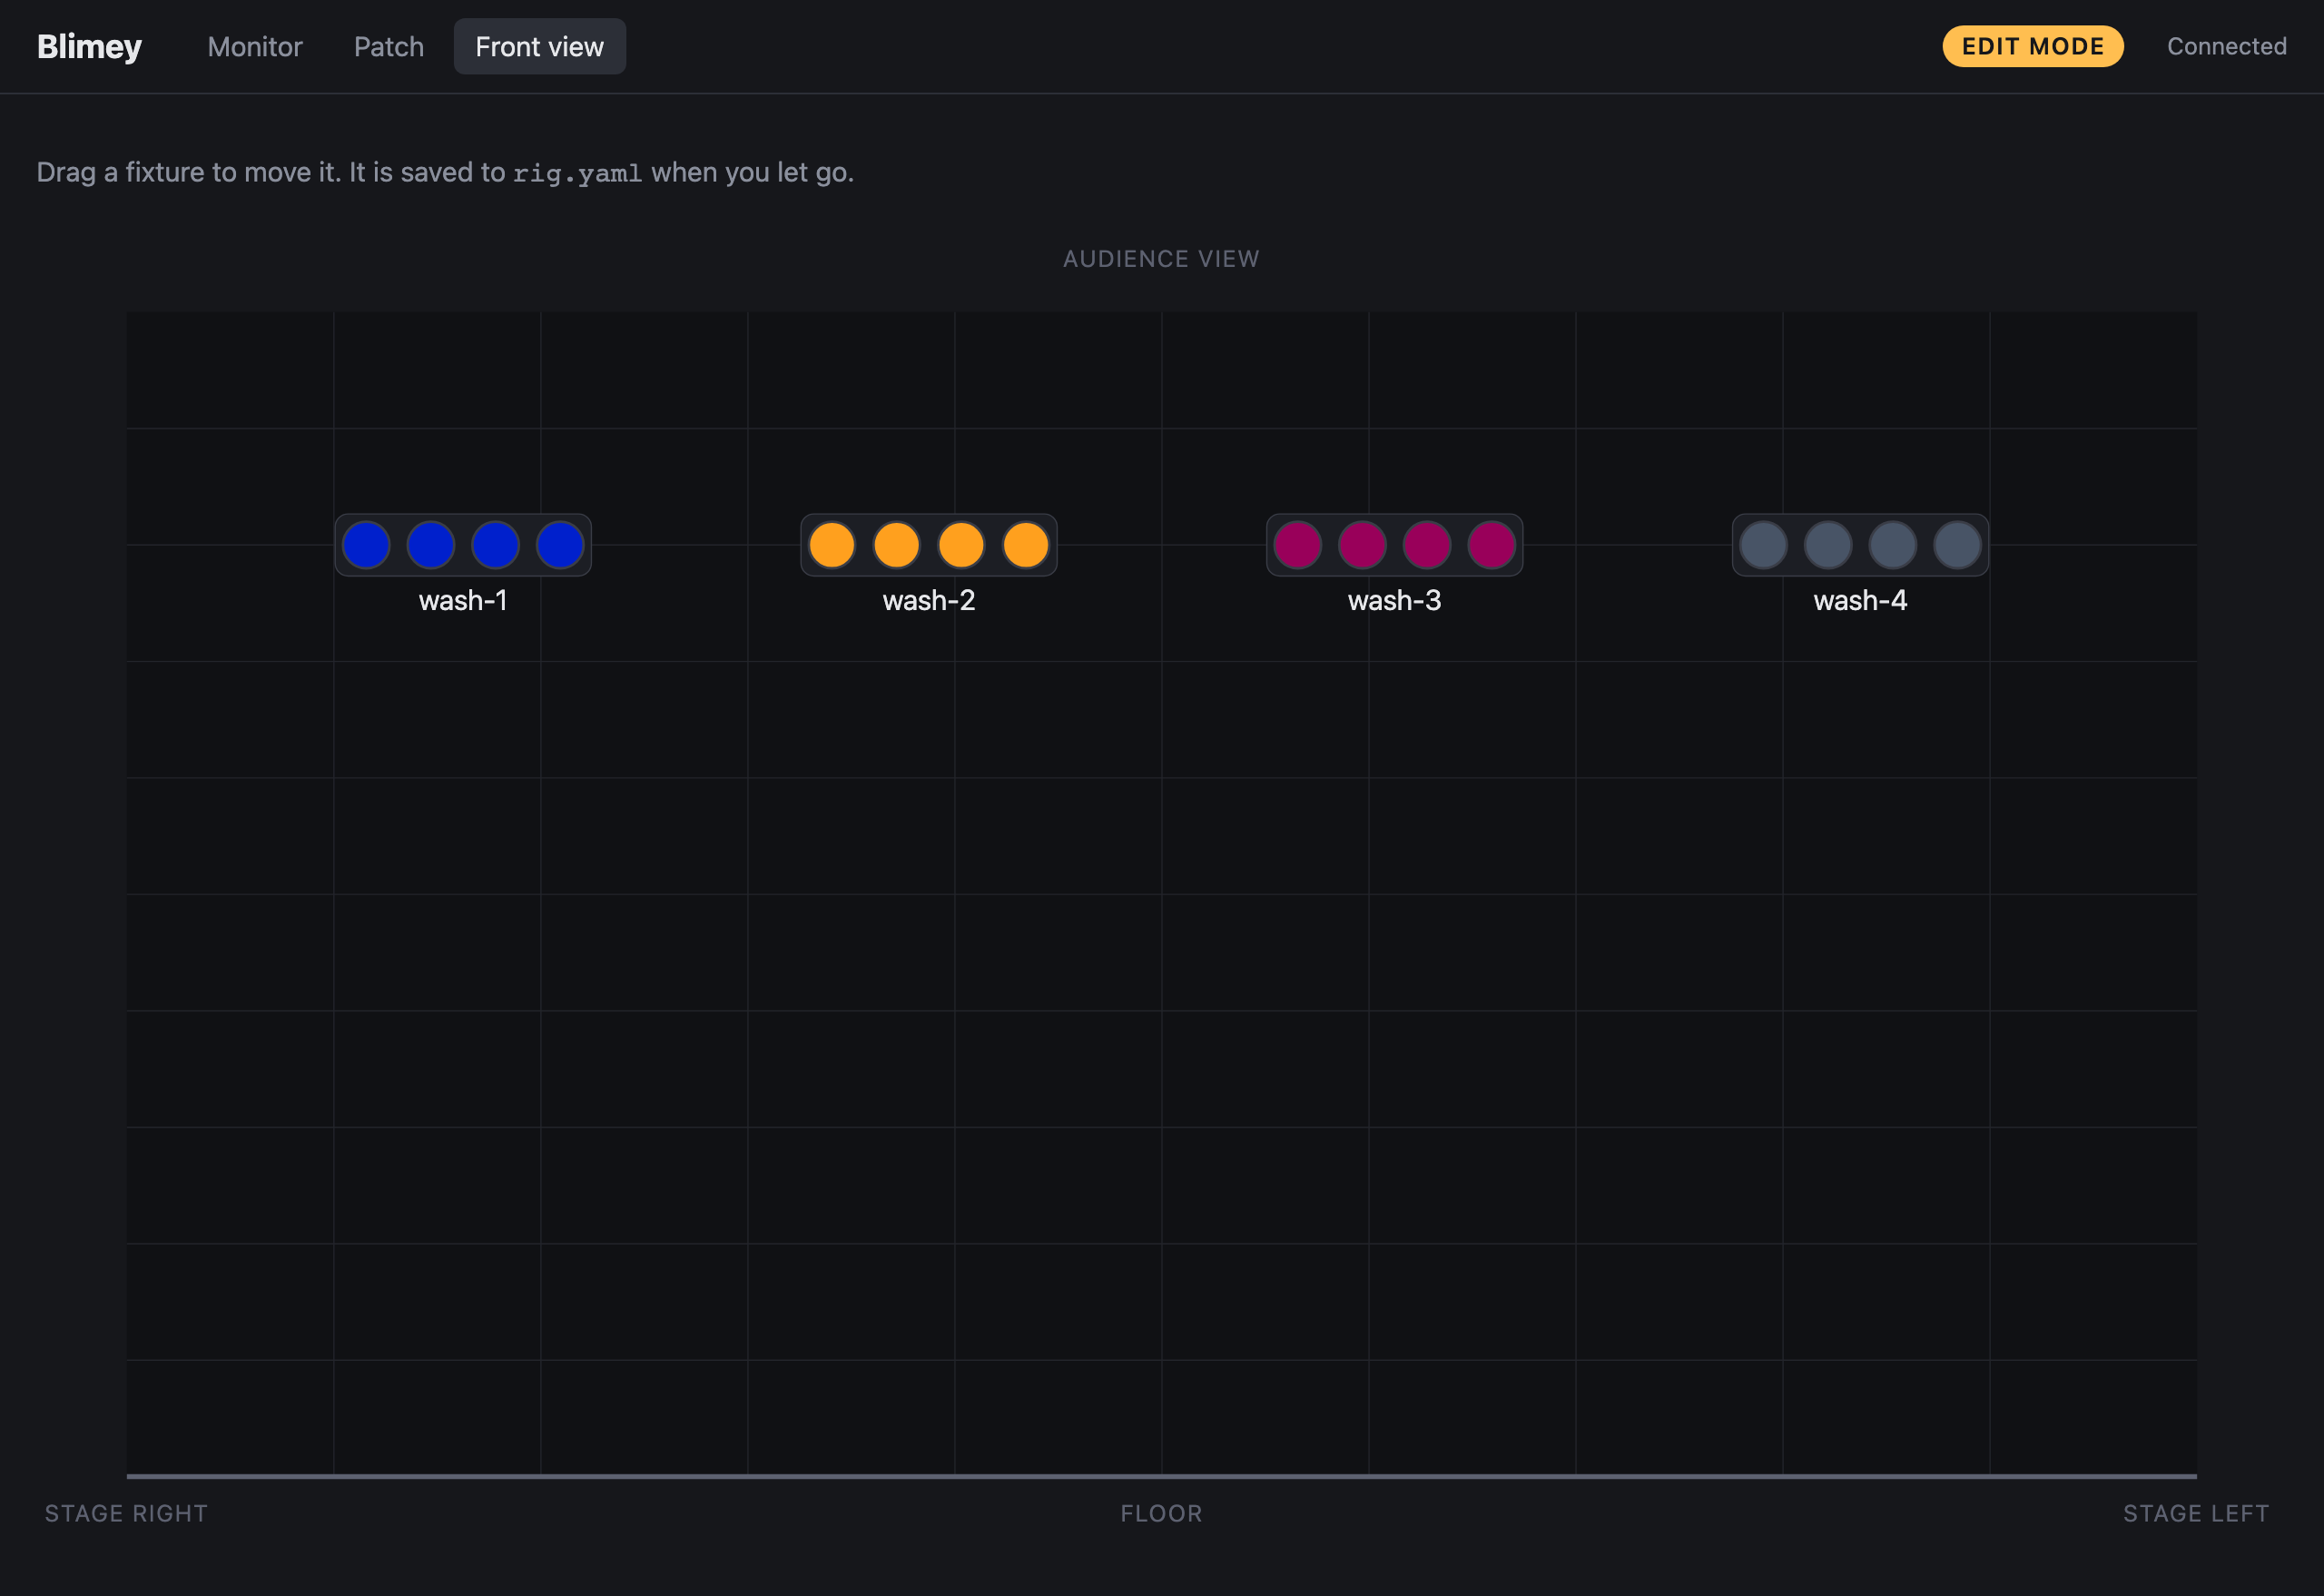 Blimey Monitor Patch Front view EDIT MODE Connected
Drag a fixture to move it. It is saved to rig.yaml when you let go.
AUDIENCE VIEW
wash-1 wash-2 wash-3 wash-4
STAGE RIGHT FLOOR STAGE LEFT